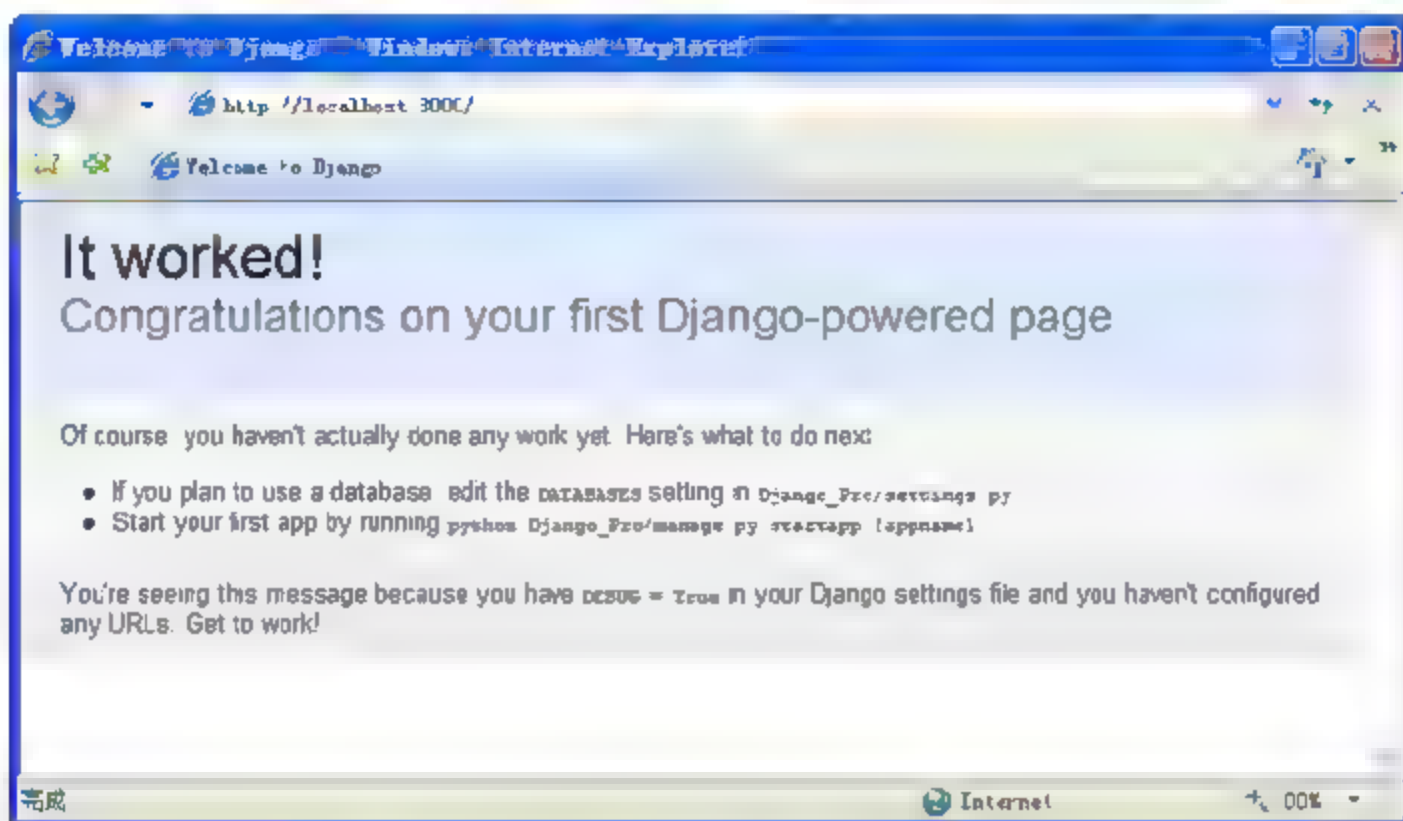 Welcome to Django - Windows Internet Explorer
http //localhost
Welcome to Django
It worked!
Congratulations on your first Django-powered page
Of course you haven't actually done any work yet Here's what to do next
If you plan to use a database edit the DATABASES setting in Django_Pro/settings py
Start your first app by running python Django_Pro/manage py startapp [appname]
You're seeing this message because you have DEBUG = True in your Django settings file and you haven't configured
any URLs. Get to work!
完成
Internet
00%